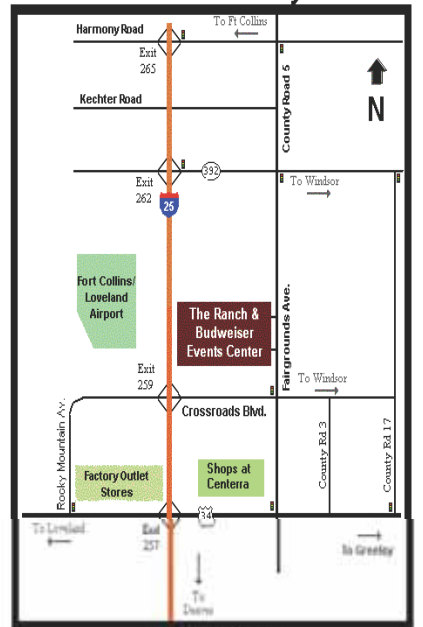 To Ft Collins
Harmony Road
Exit
265
County Road 5
Kechter Road
N
392
Exit
262
To Windsor
25
Fort Collins/
Loveland
Airport
The Ranch &
Budweiser
Events Center
Fairgrounds Ave.
Exit
259
To Windsor
Crossroads Blvd.
Rocky Mountain Av.
County Rd 3
County Rd 17
Factory Outlet
Stores
Shops at
Centerra
34
To Loveland
Exit
257
To Greeley
To